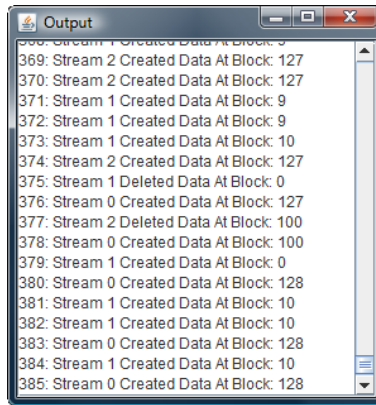 Output
369: Stream 2 Created Data At Block: 127
370: Stream 2 Created Data At Block: 127
371: Stream 1 Created Data At Block: 9
372: Stream 1 Created Data At Block: 9
373: Stream 1 Created Data At Block: 10
374: Stream 2 Created Data At Block: 127
375: Stream 1 Deleted Data At Block: 0
376: Stream 0 Created Data At Block: 127
377: Stream 2 Deleted Data At Block: 100
378: Stream 0 Created Data At Block: 100
379: Stream 1 Created Data At Block: 0
380: Stream 0 Created Data At Block: 128
381: Stream 1 Created Data At Block: 10
382: Stream 1 Created Data At Block: 10
383: Stream 0 Created Data At Block: 128
384: Stream 1 Created Data At Block: 10
385: Stream 0 Created Data At Block: 128